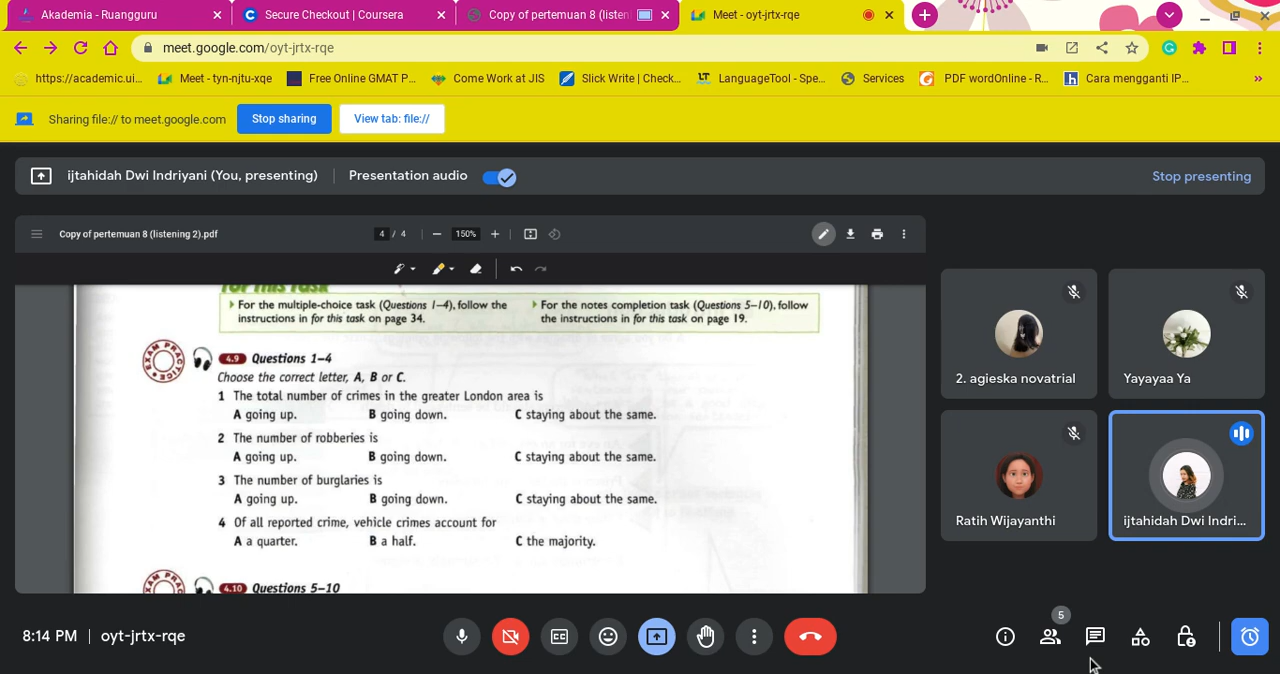 Akademia - Ruangguru
Secure Checkout | Coursera
Copy of pertemuan 8 (listen
Meet - oyt-jrtx-rqe
meet.google.com/oyt-jrtx-rqe
https://academic.ui...
Meet - tyn-njtu-xqe
Free Online GMAT P...
Come Work at JIS
Slick Write | Check...
LanguageTool - Spe...
Services
PDF wordOnline - R...
Cara mengganti IP...
Sharing file:// to meet.google.com
Stop sharing
View tab: file://
ijtahidah Dwi Indriyani (You, presenting)
Presentation audio
Stop presenting
Copy of pertemuan 8 (listening 2).pdf
4 / 4
150%
for this task
For the multiple-choice task (Questions 1–4), follow the
instructions in for this task on page 34.
For the notes completion task (Questions 5–10), follow
the instructions in for this task on page 19.
EXAM PRACTICE
4.9 Questions 1–4
Choose the correct letter, A, B or C.
1 The total number of crimes in the greater London area is
A going up. B going down. C staying about the same.
2 The number of robberies is
A going up. B going down. C staying about the same.
3 The number of burglaries is
A going up. B going down. C staying about the same.
4 Of all reported crime, vehicle crimes account for
A a quarter. B a half. C the majority.
4.10 Questions 5–10
2. agieska novatrial
Yayayaa Ya
Ratih Wijayanthi
ijtahidah Dwi Indri...
8:14 PM | oyt-jrtx-rqe
5